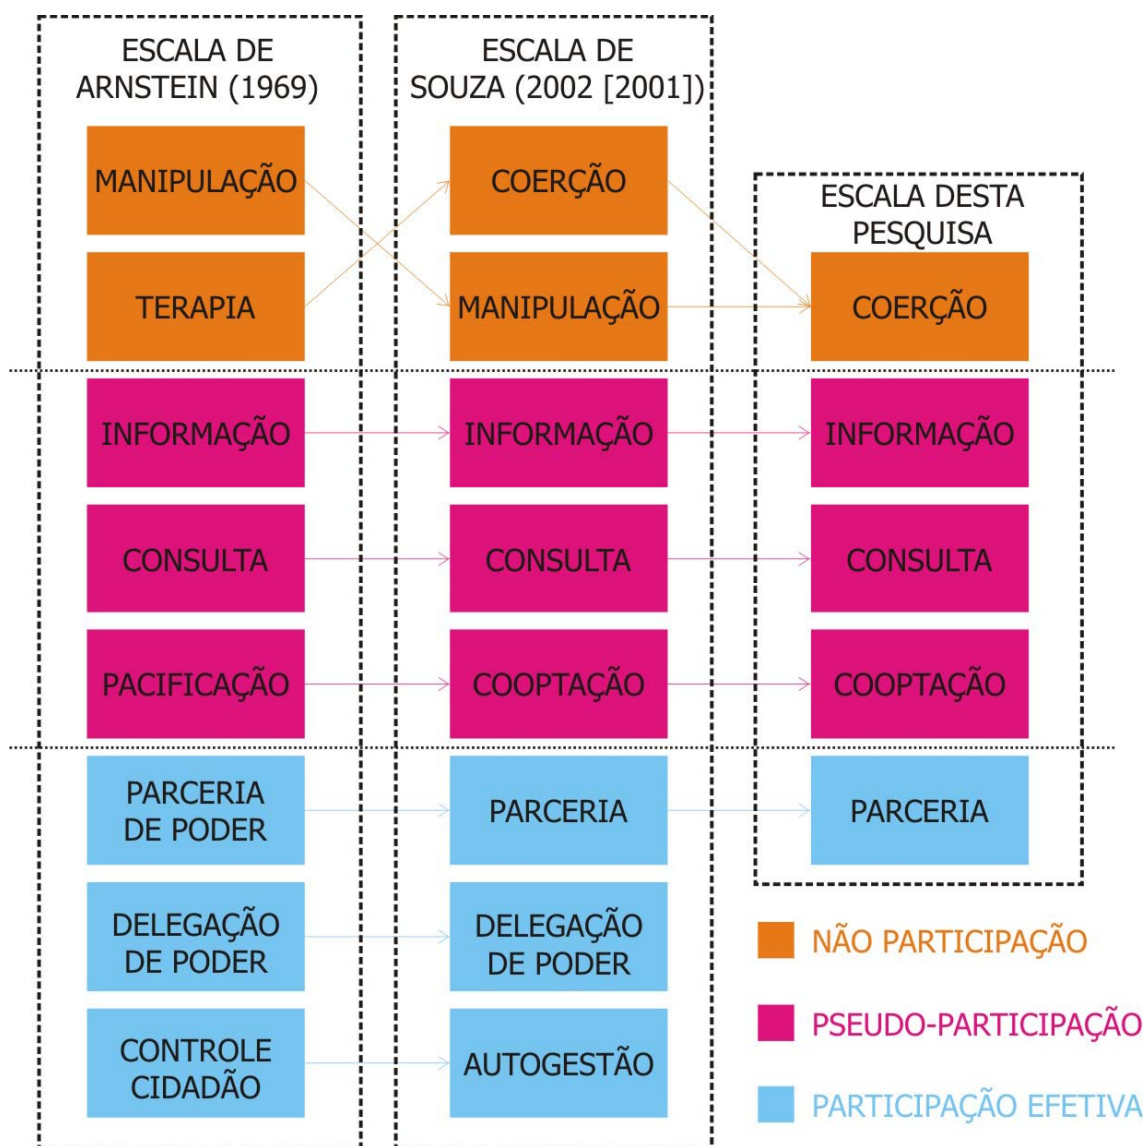 ESCALA DE
ARNSTEIN (1969)
MANIPULAÇÃO
TERAPIA
INFORMAÇÃO
CONSULTA
PACIFICAÇÃO
PARCERIA
DE PODER
DELEGAÇÃO
DE PODER
CONTROLE
CIDADÃO
ESCALA DE
SOUZA (2002 [2001])
COERÇÃO
MANIPULAÇÃO
INFORMAÇÃO
CONSULTA
COOPTAÇÃO
PARCERIA
DELEGAÇÃO
DE PODER
AUTOGESTÃO
ESCALA DESTA
PESQUISA
COERÇÃO
INFORMAÇÃO
CONSULTA
COOPTAÇÃO
PARCERIA
NÃO PARTICIPAÇÃO
PSEUDO-PARTICIPAÇÃO
PARTICIPAÇÃO EFETIVA